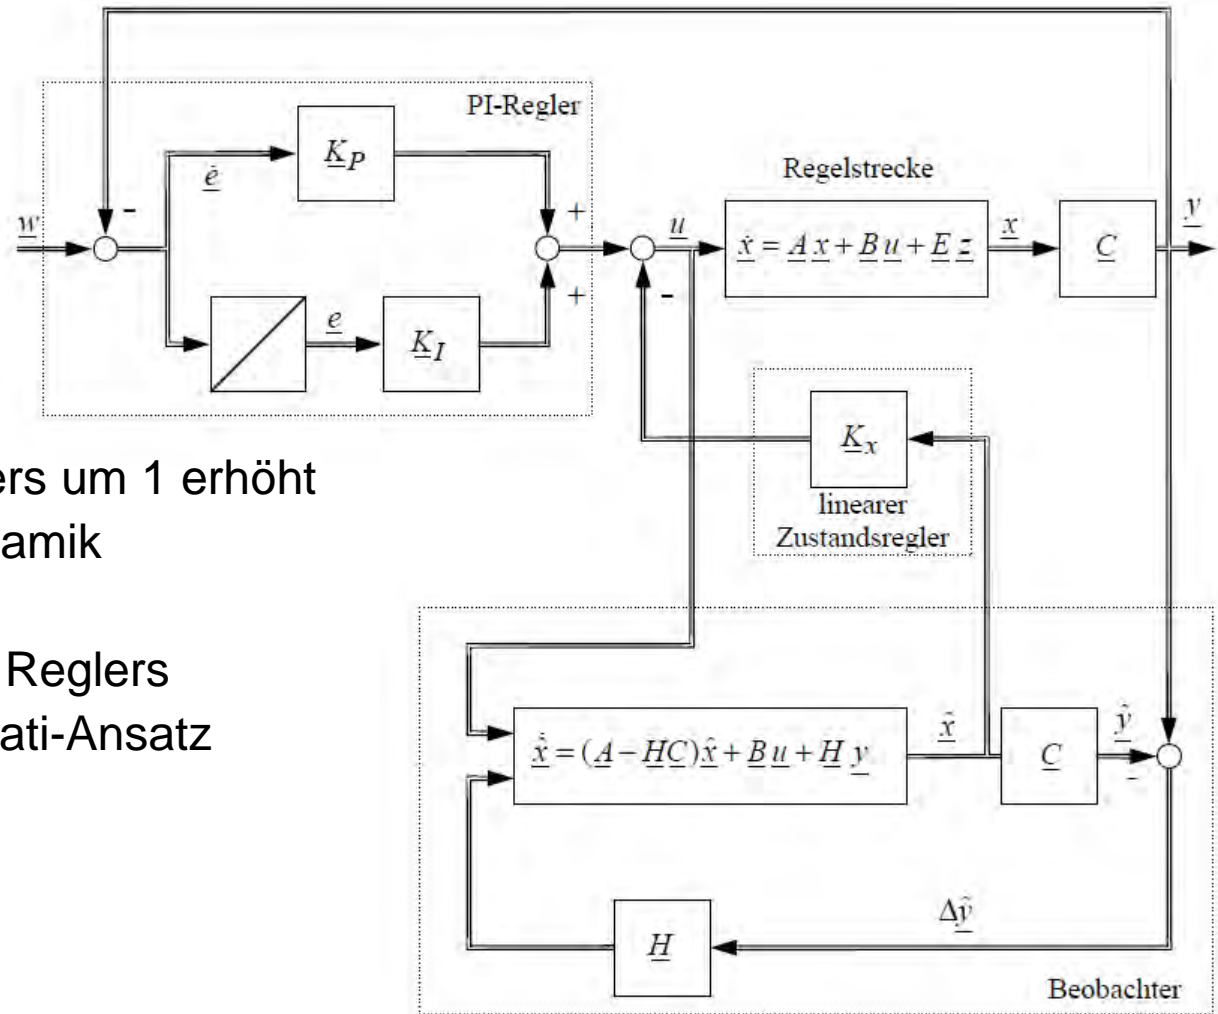 PI-Regler
K_P
ė
w
-
+
+
e
K_I
u
-
Regelstrecke
ẋ = A x + B u + E z
x
C
y
K_x
linearer
Zustandsregler
ers um 1 erhöht
amik
Reglers
ati-Ansatz
x̂̇ = (A − HC)x̂ + B u + H y
x̂
C
ŷ
-
Δŷ
H
Beobachter